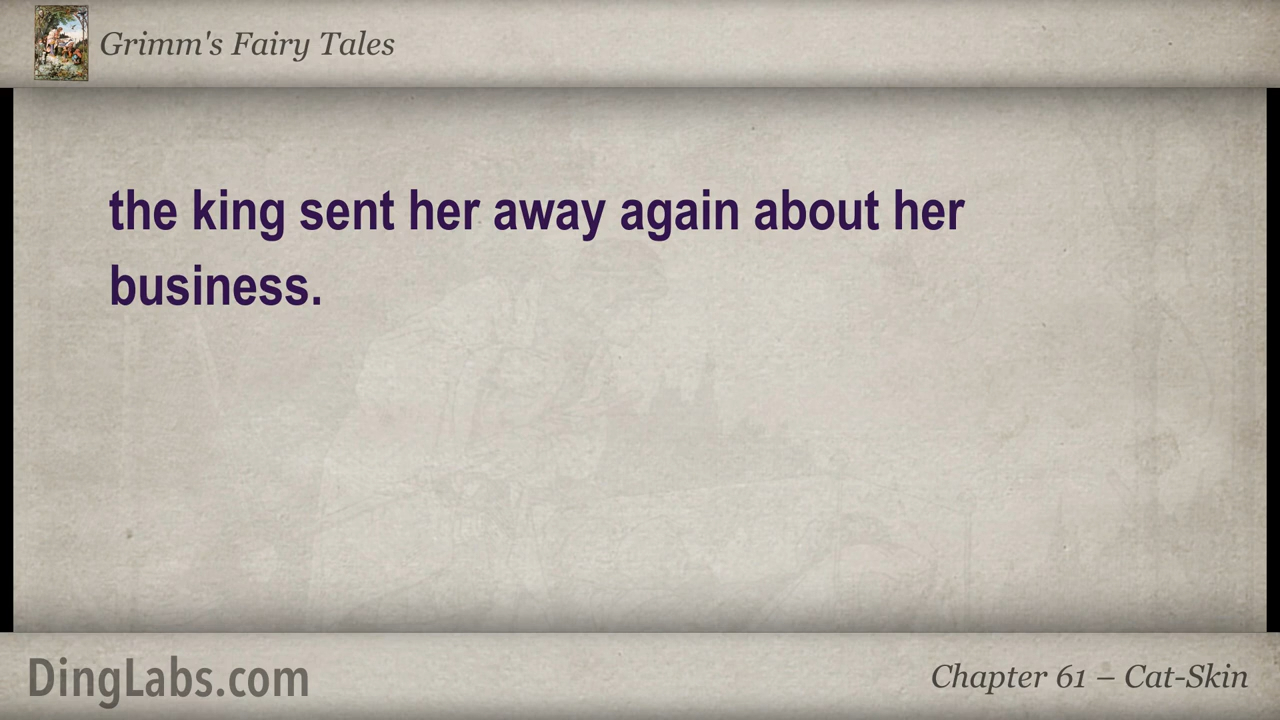 Grimm's Fairy Tales
the king sent her away again about her
business.
DingLabs.com
Chapter 61 – Cat-Skin